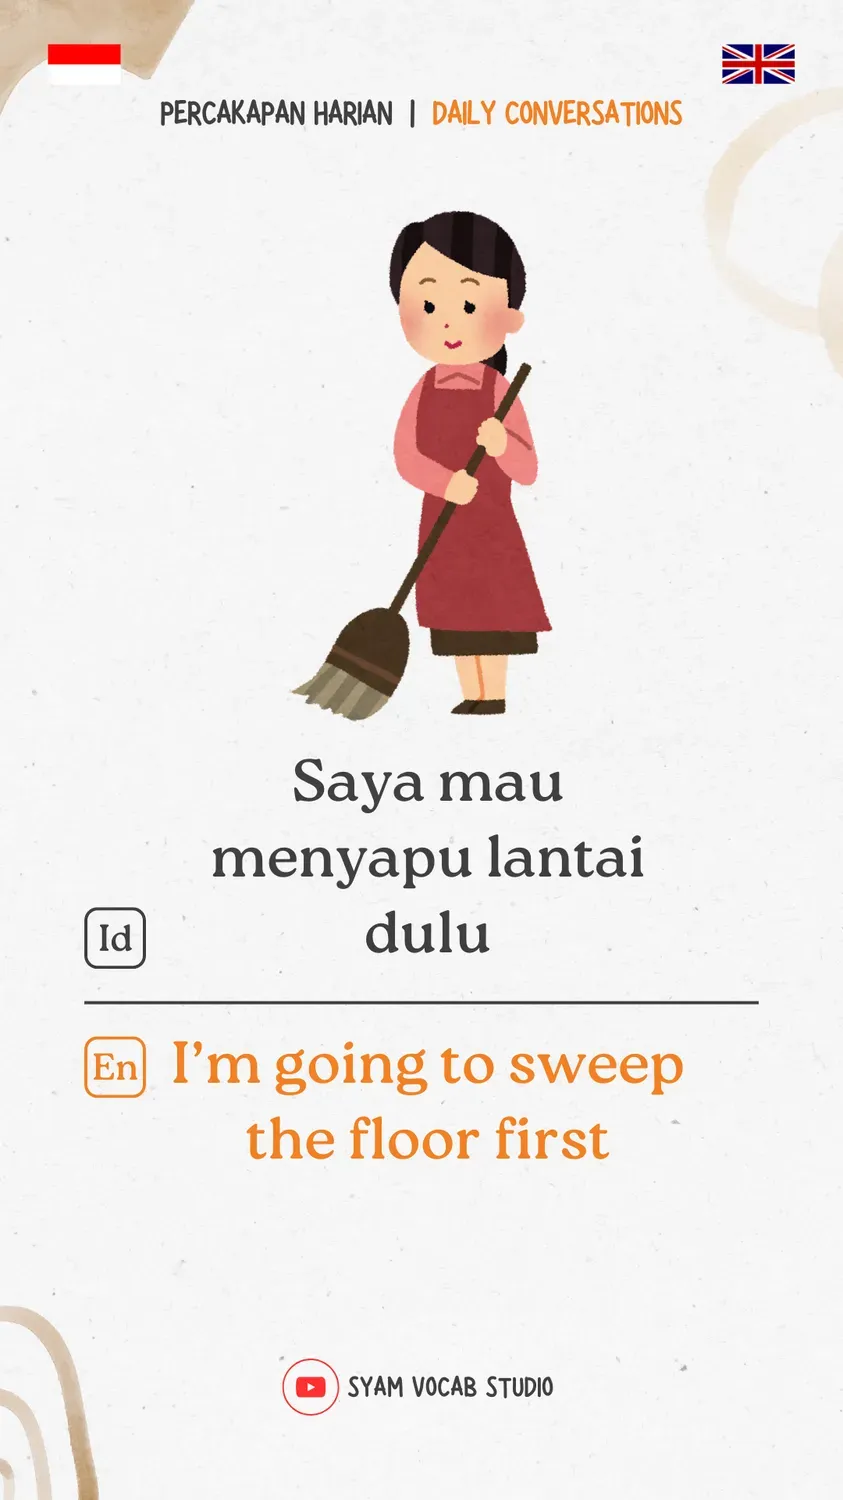 PERCAKAPAN HARIAN | DAILY CONVERSATIONS
Saya mau
menyapu lantai
dulu
Id
En
I'm going to sweep
the floor first
SYAM VOCAB STUDIO